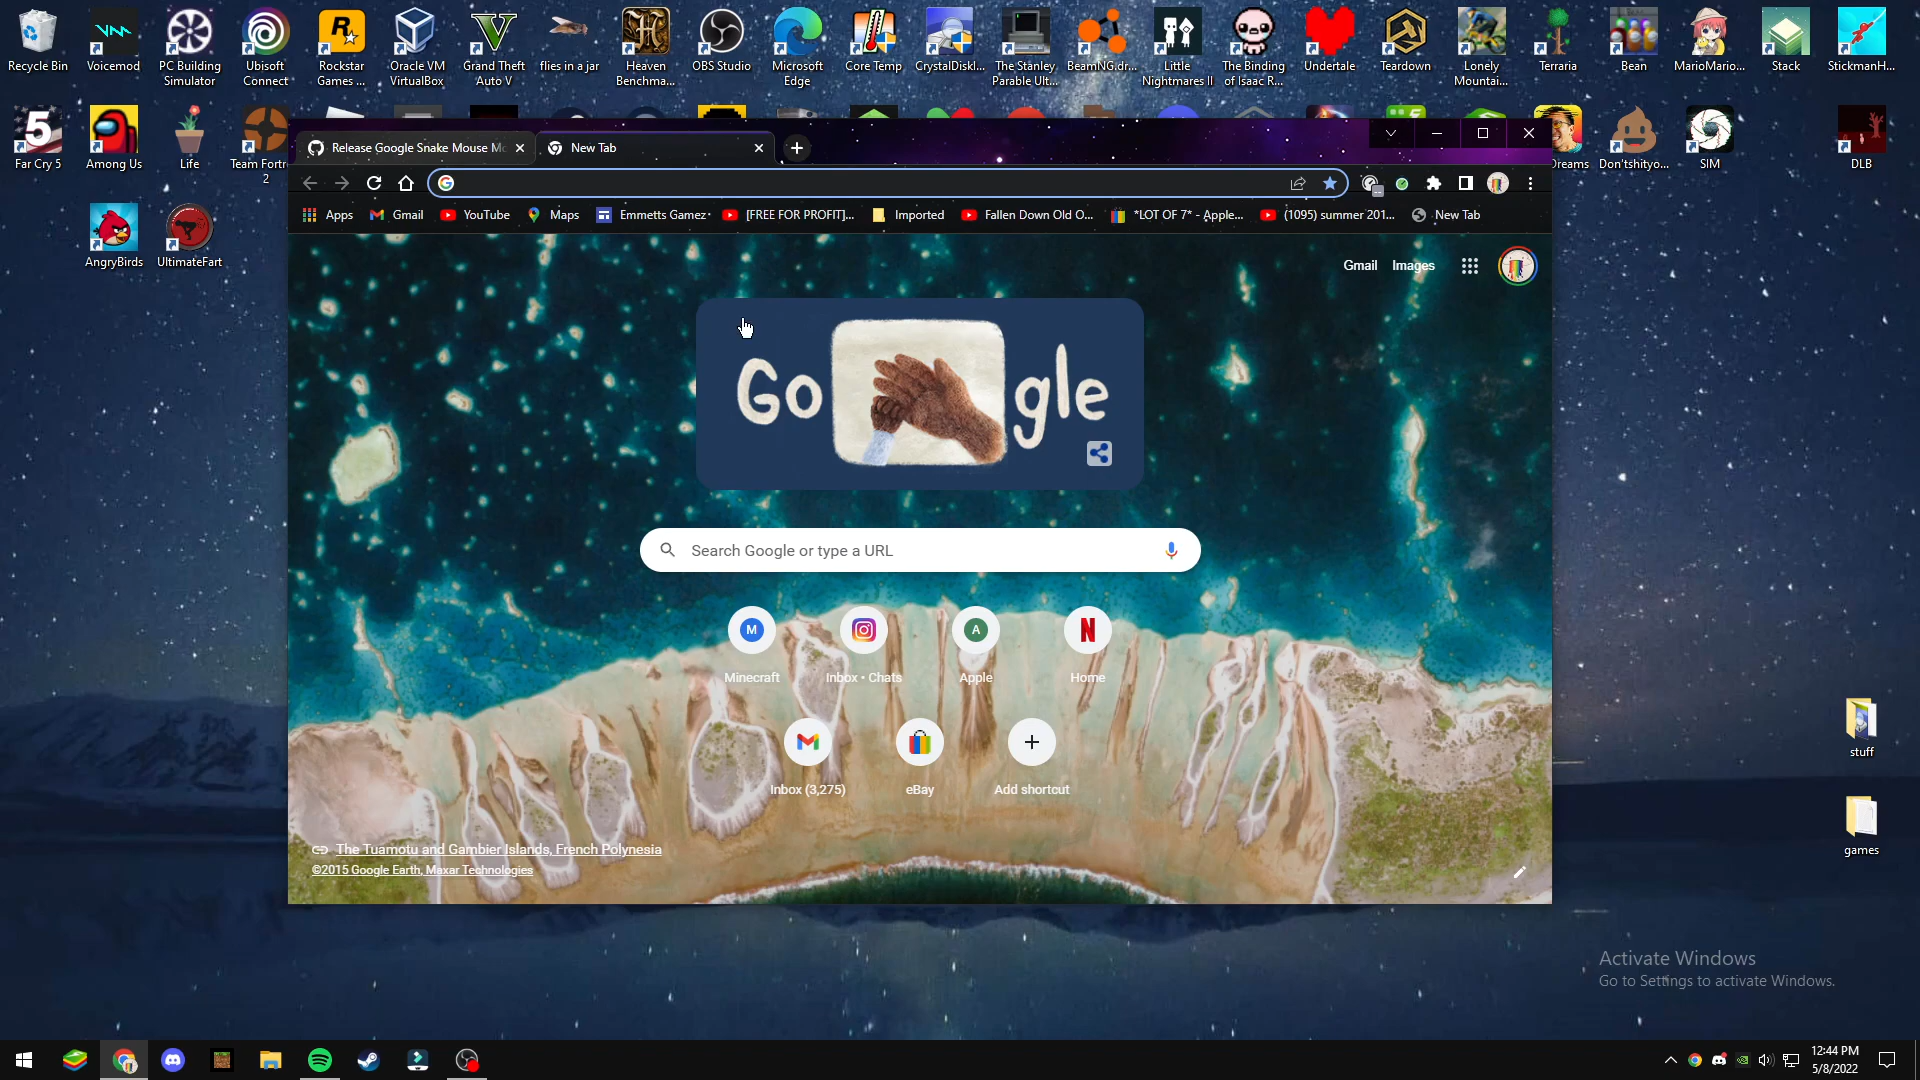 Recycle Bin
Voicemod
PC Building
Simulator
Ubisoft
Connect
Rockstar
Games ...
Oracle VM
VirtualBox
Grand Theft
Auto V
flies in a jar
Heaven
Benchma...
OBS Studio
Microsoft
Edge
Core Temp
CrystalDiskI...
The Stanley
Parable Ult...
BeamNG.dr...
Little
Nightmares II
The Binding
of Isaac R...
Undertale
Teardown
Lonely
Mountai...
Terraria
Bean
MarioMario...
Stack
StickmanH...
Far Cry 5
Among Us
Life
Team Fortr
2
Dreams
Don'tshityo...
SIM
DLB
AngryBirds
UltimateFart
Release Google Snake Mouse Mo
New Tab
Apps
Gmail
YouTube
Maps
Emmetts Gamez
[FREE FOR PROFIT]...
Imported
Fallen Down Old O...
*LOT OF 7* - Apple...
(1095) summer 201...
New Tab
Gmail
Images
Go gle
Search Google or type a URL
M
A
Minecraft
Inbox • Chats
Apple
Home
Inbox (3,275)
eBay
Add shortcut
The Tuamotu and Gambier Islands, French Polynesia
©2015 Google Earth, Maxar Technologies
stuff
games
Activate Windows
Go to Settings to activate Windows.
12:44 PM
5/8/2022